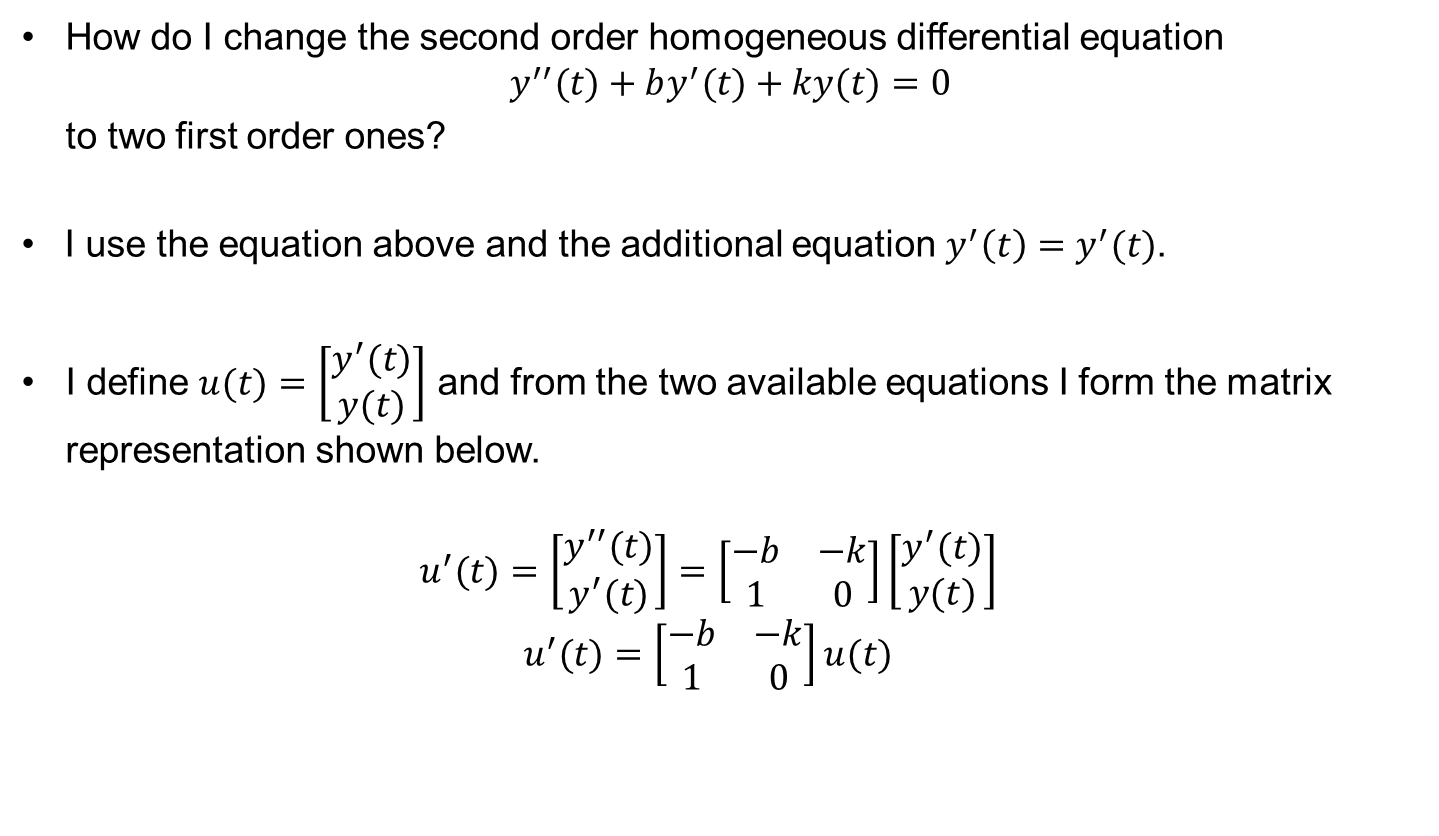 • How do I change the second order homogeneous differential equation
𝑦′′(𝑡) + 𝑏𝑦′(𝑡) + 𝑘𝑦(𝑡) = 0
to two first order ones?
• I use the equation above and the additional equation 𝑦′(𝑡) = 𝑦′(𝑡).
• I define 𝑢(𝑡) = [𝑦′(𝑡); 𝑦(𝑡)] and from the two available equations I form the matrix
representation shown below.
𝑢′(𝑡) = [𝑦′′(𝑡); 𝑦′(𝑡)] = [−𝑏 −𝑘; 1 0] [𝑦′(𝑡); 𝑦(𝑡)]
𝑢′(𝑡) = [−𝑏 −𝑘; 1 0] 𝑢(𝑡)